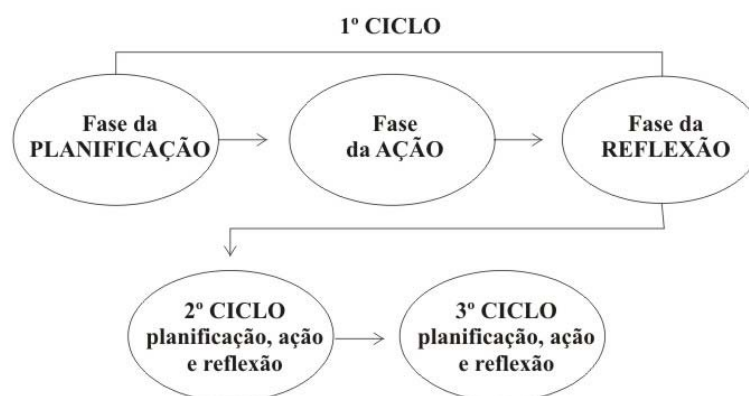 1º CICLO
Fase da
PLANIFICAÇÃO
Fase
da AÇÃO
Fase da
REFLEXÃO
2º CICLO
planificação, ação
e reflexão
3º CICLO
planificação, ação
e reflexão